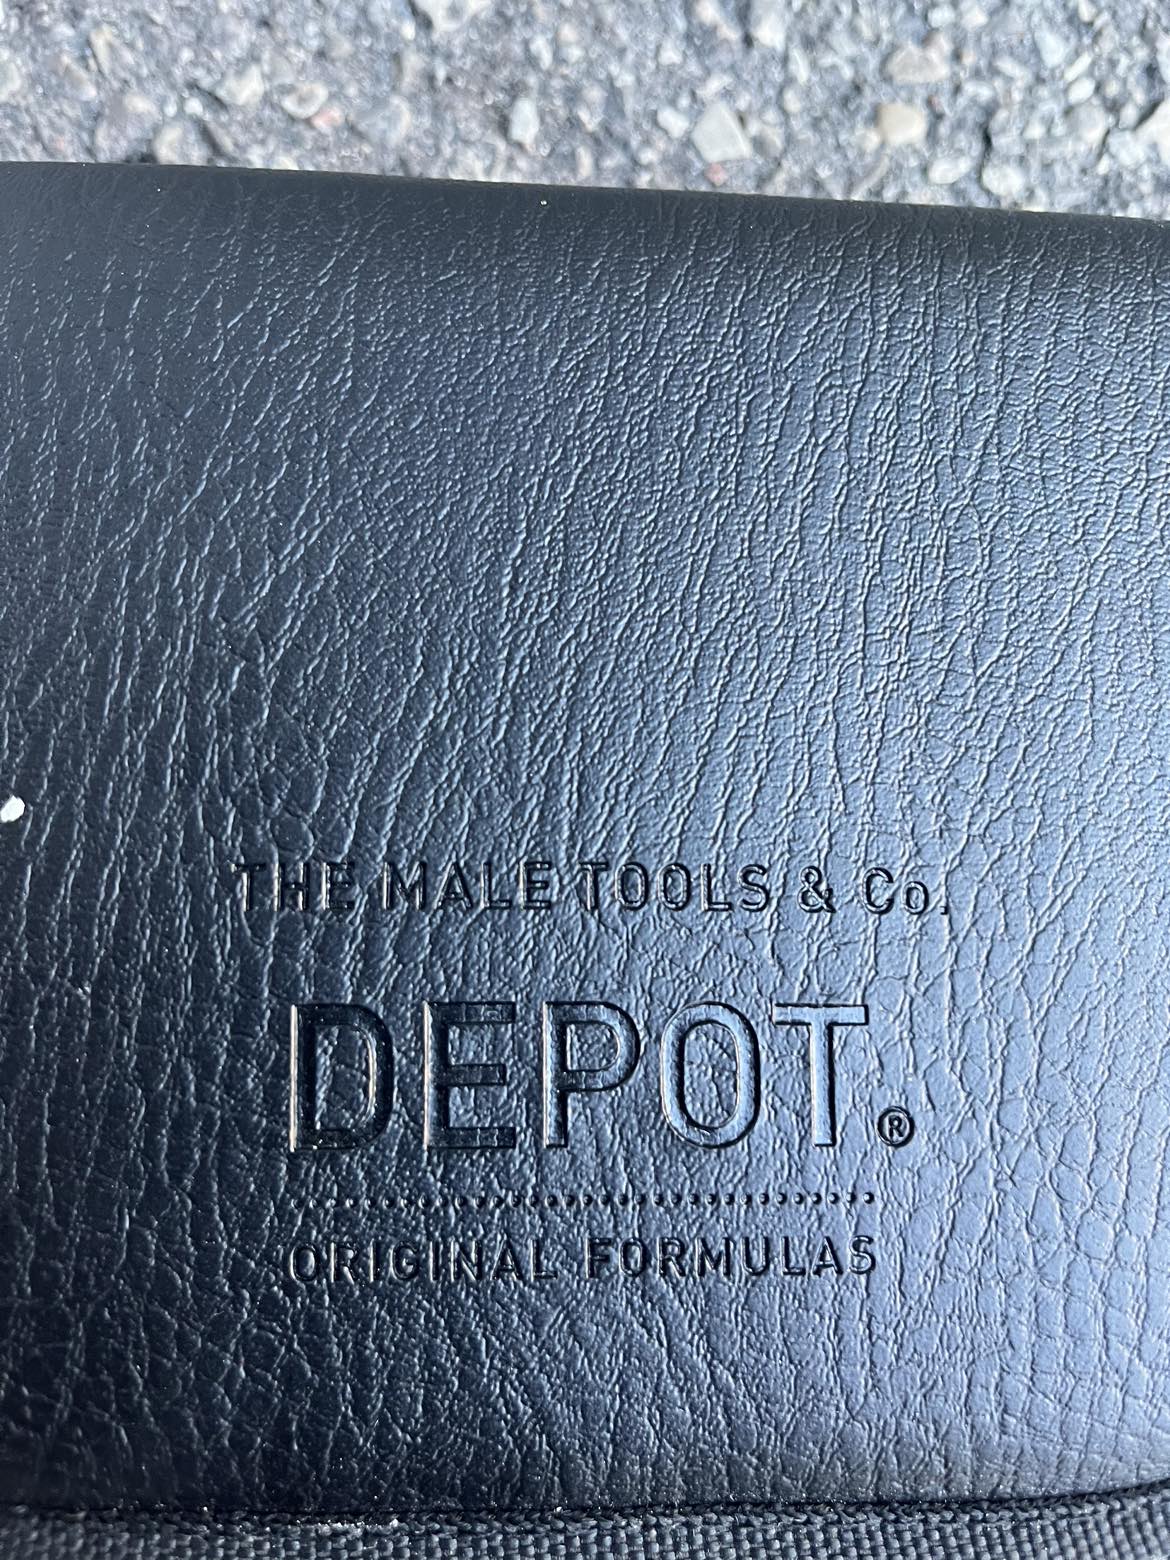 THE MALE TOOLS & Co.
DEPOT.®
ORIGINAL FORMULAS